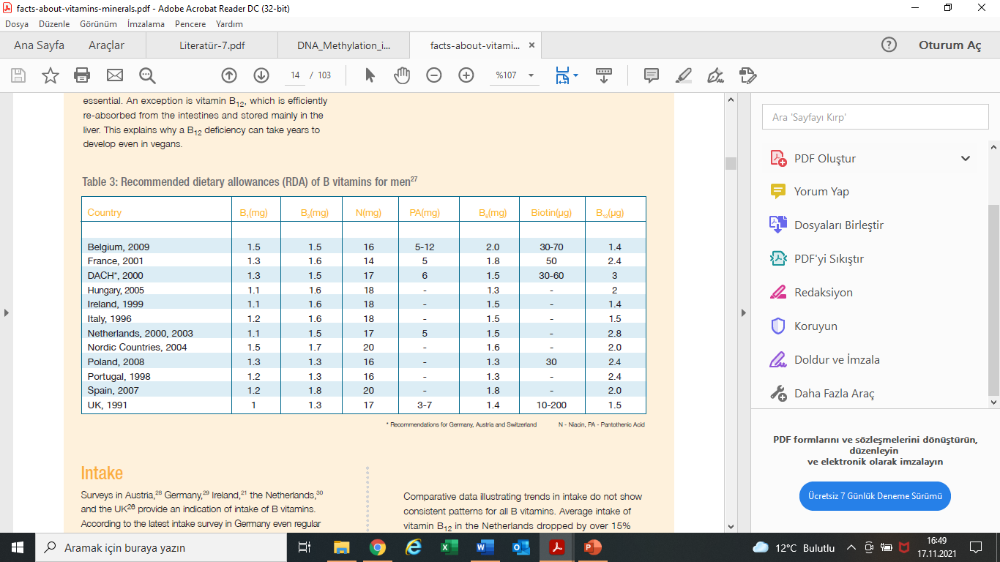 facts-about-vitamins-minerals.pdf - Adobe Acrobat Reader DC (32-bit)
Dosya Düzenle Görünüm İmzalama Pencere Yardım
Ana Sayfa Araçlar Literatür-7.pdf DNA_Methylation_i... facts-about-vitami... × Oturum Aç
14 / 103 %107
essential. An exception is vitamin B12, which is efficiently
re-absorbed from the intestines and stored mainly in the
liver. This explains why a B12 deficiency can take years to
develop even in vegans.
Table 3: Recommended dietary allowances (RDA) of B vitamins for men27
Country B1(mg) B2(mg) N(mg) PA(mg) B6(mg) Biotin(µg) B12(µg)
Belgium, 2009 1.5 1.5 16 5-12 2.0 30-70 1.4
France, 2001 1.3 1.6 14 5 1.8 50 2.4
DACH*, 2000 1.3 1.5 17 6 1.5 30-60 3
Hungary, 2005 1.1 1.6 18 - 1.3 - 2
Ireland, 1999 1.1 1.6 18 - 1.5 - 1.4
Italy, 1996 1.2 1.6 18 - 1.5 - 1.5
Netherlands, 2000, 2003 1.1 1.5 17 5 1.5 - 2.8
Nordic Countries, 2004 1.5 1.7 20 - 1.6 - 2.0
Poland, 2008 1.3 1.3 16 - 1.3 30 2.4
Portugal, 1998 1.2 1.3 16 - 1.3 - 2.4
Spain, 2007 1.2 1.8 20 - 1.8 - 2.0
UK, 1991 1 1.3 17 3-7 1.4 10-200 1.5
* Recommendations for Germany, Austria and Switzerland N - Niacin, PA - Pantothenic Acid
Intake
Surveys in Austria,28 Germany,29 Ireland,21 the Netherlands,30
and the UK26 provide an indication of intake of B vitamins.
According to the latest intake survey in Germany even regular
Comparative data illustrating trends in intake do not show
consistent patterns for all B vitamins. Average intake of
vitamin B12 in the Netherlands dropped by over 15%
Ara 'Sayfayı Kırp'
PDF Oluştur
Yorum Yap
Dosyaları Birleştir
PDF'yi Sıkıştır
Redaksiyon
Koruyun
Doldur ve İmzala
Daha Fazla Araç
PDF formlarını ve sözleşmelerini dönüştürün,
düzenleyin
ve elektronik olarak imzalayın
Ücretsiz 7 Günlük Deneme Sürümü
Aramak için buraya yazın
12°C Bulutlu
16:49
17.11.2021